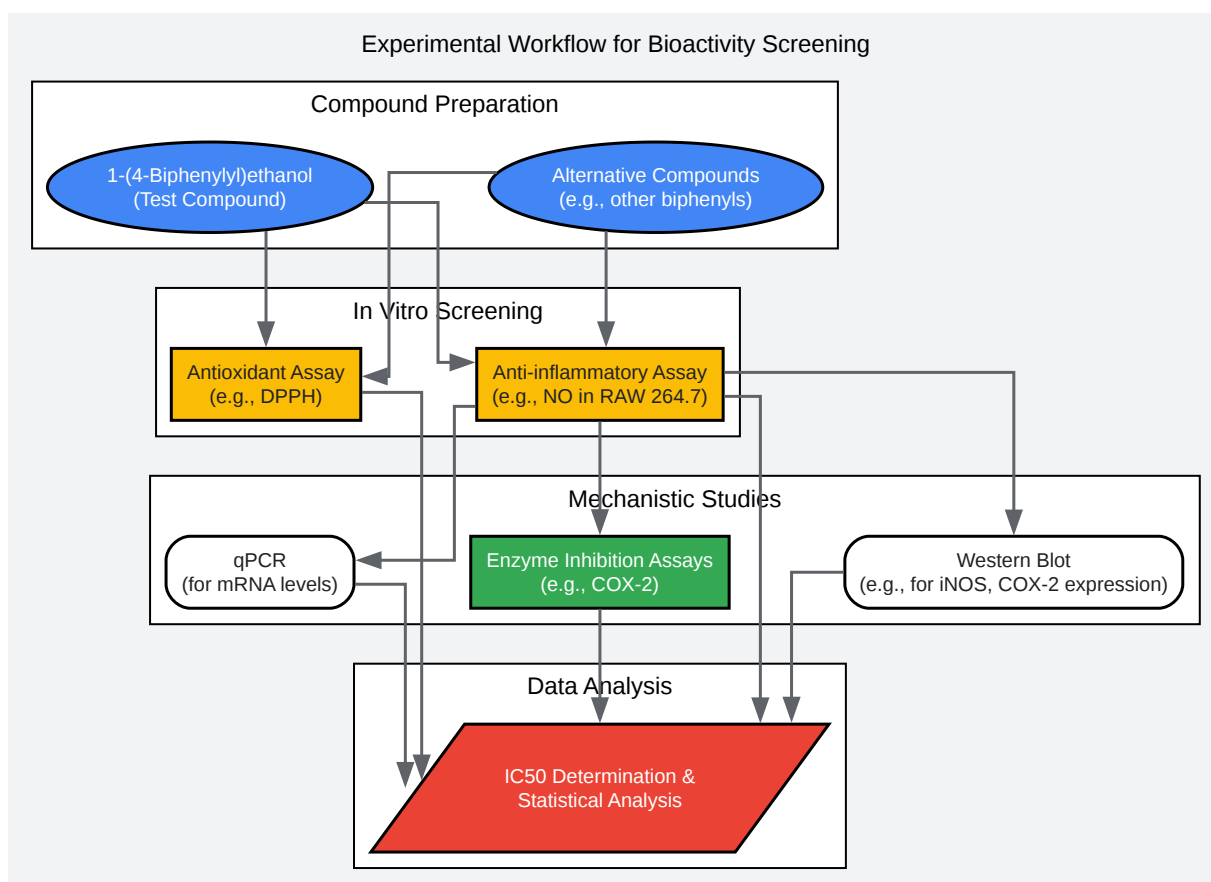 Experimental Workflow for Bioactivity Screening
Compound Preparation
1-(4-Biphenylyl)ethanol
(Test Compound)
Alternative Compounds
(e.g., other biphenyls)
In Vitro Screening
Antioxidant Assay
(e.g., DPPH)
Anti-inflammatory Assay
(e.g., NO in RAW 264.7)
Mechanistic Studies
qPCR
(for mRNA levels)
Enzyme Inhibition Assays
(e.g., COX-2)
Western Blot
(e.g., for iNOS, COX-2 expression)
Data Analysis
IC50 Determination &
Statistical Analysis